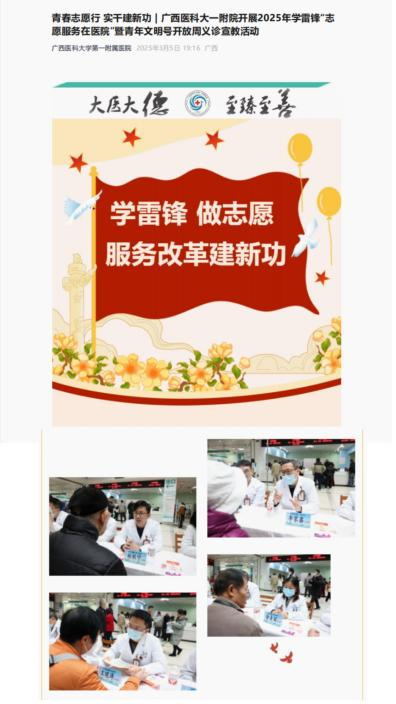 青春志愿行 实干建新功 | 广西医科大一附院开展2025年学雷锋“志
愿服务在医院”暨青年文明号开放周义诊宣教活动
广西医科大学第一附属医院 2025年3月5日 19:16 广西
大医大德 至臻至善
学雷锋 做志愿
服务改革建新功